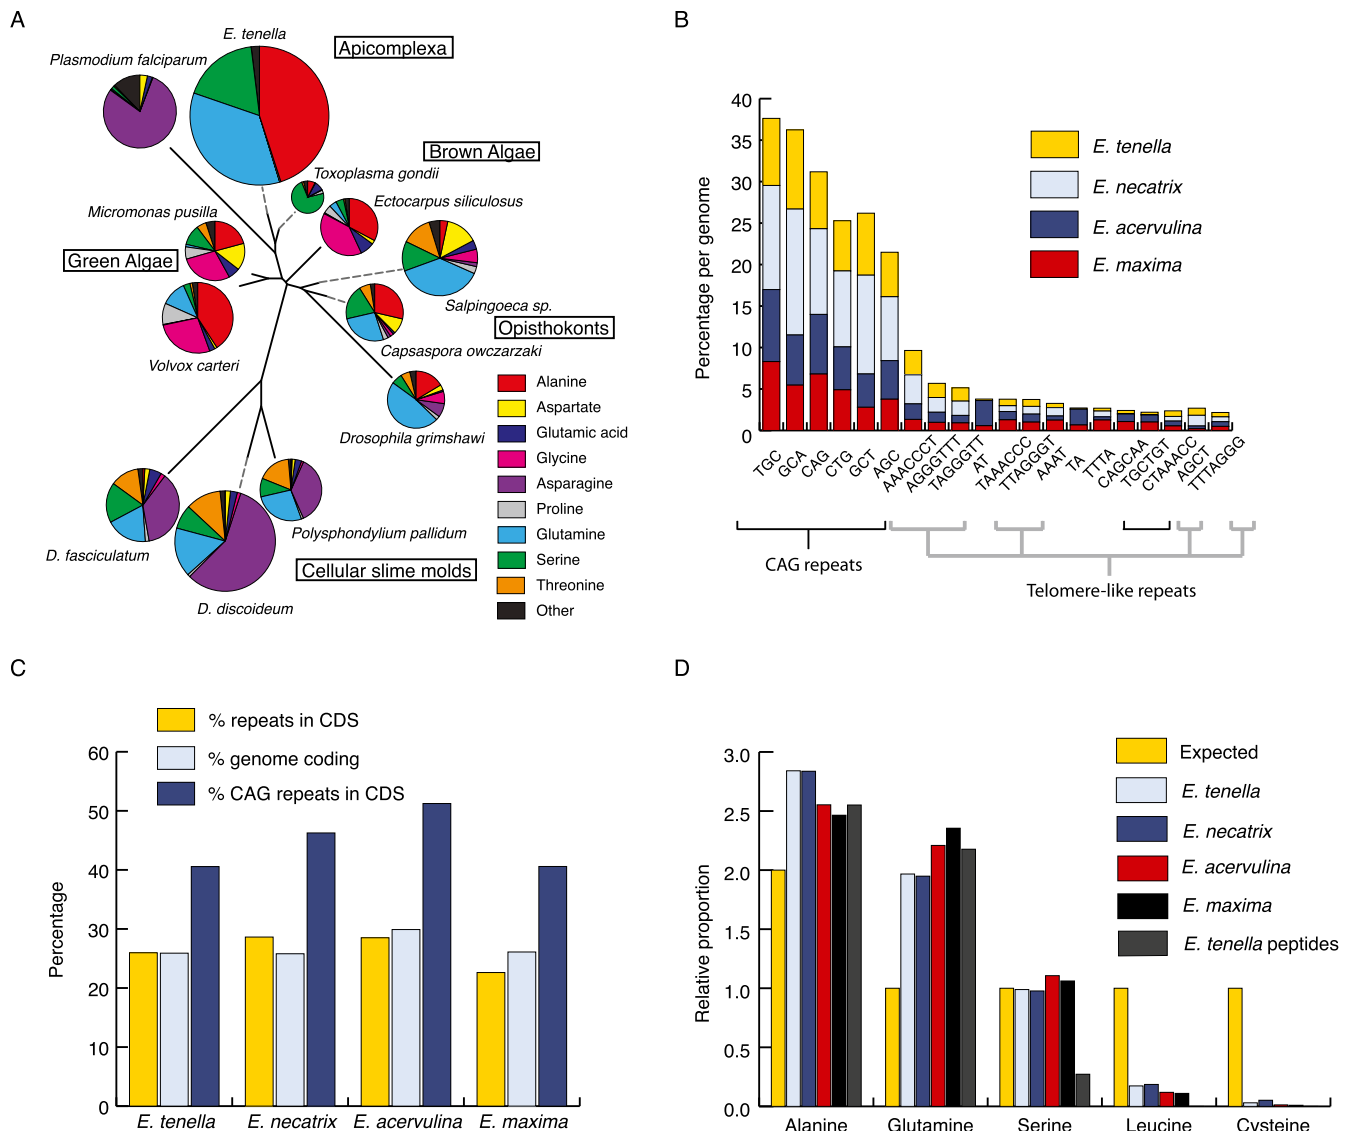 A
E. tenella
Apicomplexa
Plasmodium falciparum
Brown Algae
Toxoplasma gondii
Ectocarpus siliculosus
Micromonas pusilla
Green Algae
Salpingoeca sp.
Opisthokonts
Capsaspora owczarzaki
Volvox carteri
Drosophila grimshawi
Alanine
Aspartate
Glutamic acid
Glycine
Asparagine
Proline
Glutamine
Serine
Threonine
Other
D. fasciculatum
Polysphondylium pallidum
Cellular slime molds
D. discoideum
B
Percentage per genome
40
35
30
25
20
15
10
5
0
E. tenella
E. necatrix
E. acervulina
E. maxima
TGC
GCA
CAG
CTG
GCT
AGC
AACCCT
AGGGTTT
TAGGGTT
AT
TAAACCC
TTAGGGT
AAAT
TA
TTTA
CAGCAA
TGCTGT
CTAAACC
AGCT
TTTAGGG
CAG repeats
Telomere-like repeats
C
% repeats in CDS
% genome coding
% CAG repeats in CDS
Percentage
60
50
40
30
20
10
0
E. tenella
E. necatrix
E. acervulina
E. maxima
D
Relative proportion
3.0
2.5
2.0
1.5
1.0
0.5
0.0
Expected
E. tenella
E. necatrix
E. acervulina
E. maxima
E. tenella peptides
Alanine
Glutamine
Serine
Leucine
Cysteine